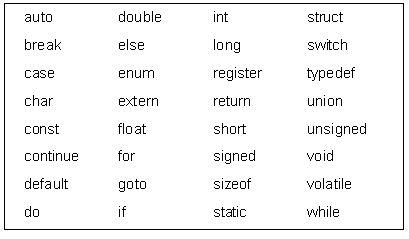 auto double int struct
break else long switch
case enum register typedef
char extern return union
const float short unsigned
continue for signed void
default goto sizeof volatile
do if static while